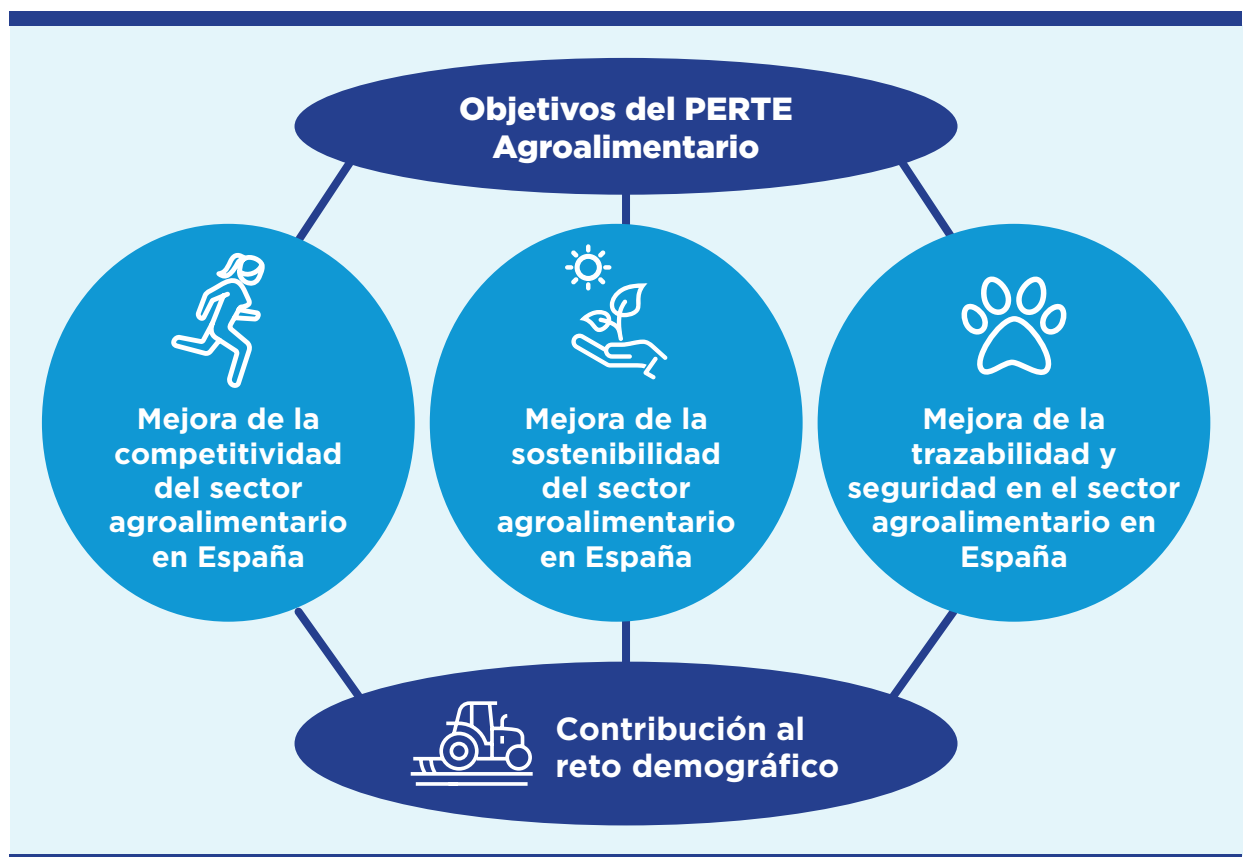 Objetivos del PERTE
Agroalimentario
Mejora de la
competitividad
del sector
agroalimentario
en España
Mejora de la
sostenibilidad
del sector
agroalimentario
en España
Mejora de la
trazabilidad y
seguridad en el sector
agroalimentario en
España
Contribución al
reto demográfico